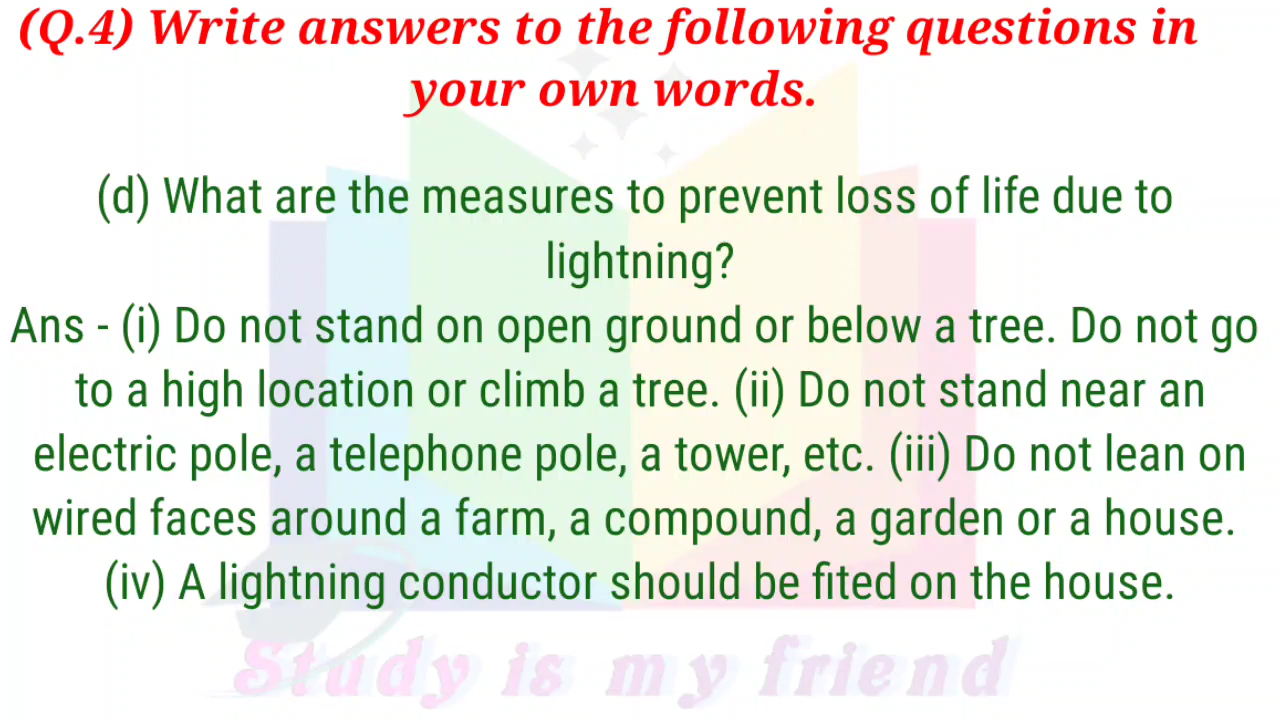 (Q.4) Write answers to the following questions in
your own words.
(d) What are the measures to prevent loss of life due to
lightning?
Ans - (i) Do not stand on open ground or below a tree. Do not go
to a high location or climb a tree. (ii) Do not stand near an
electric pole, a telephone pole, a tower, etc. (iii) Do not lean on
wired faces around a farm, a compound, a garden or a house.
(iv) A lightning conductor should be fited on the house.
Study is my friend